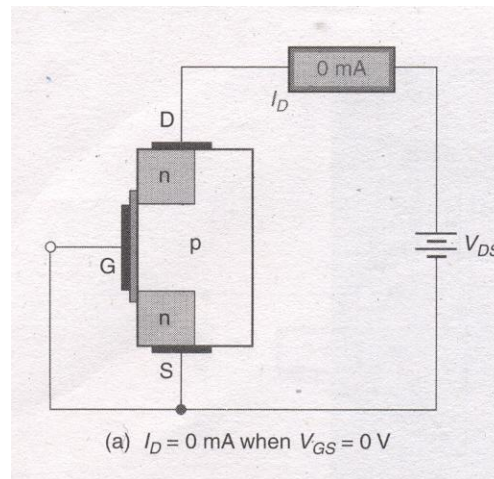 0 mA
I_D
D
n
p
G
V_DS
n
S
(a) I_D = 0 mA when V_GS = 0 V